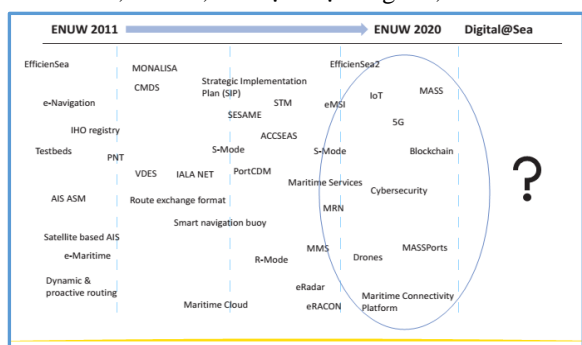 ENUW 2011
ENUW 2020
Digital@Sea
EfficienSea
MONALISA
CMDS
Strategic Implementation
Plan (SIP)
EfficienSea2
IoT
MASS
e-Navigation
STM
eMSI
SESAME
5G
IHO registry
ACCSEAS
Testbeds
PNT
S-Mode
S-Mode
Blockchain
VDES
IALA NET
PortCDM
Maritime Services
Cybersecurity
?
AIS ASM
Route exchange format
MRN
Smart navigation buoy
Satellite based AIS
e-Maritime
R-Mode
MMS
Drones
MASSPorts
Dynamic &
proactive routing
Maritime Cloud
eRadar
eRACON
Maritime Connectivity
Platform